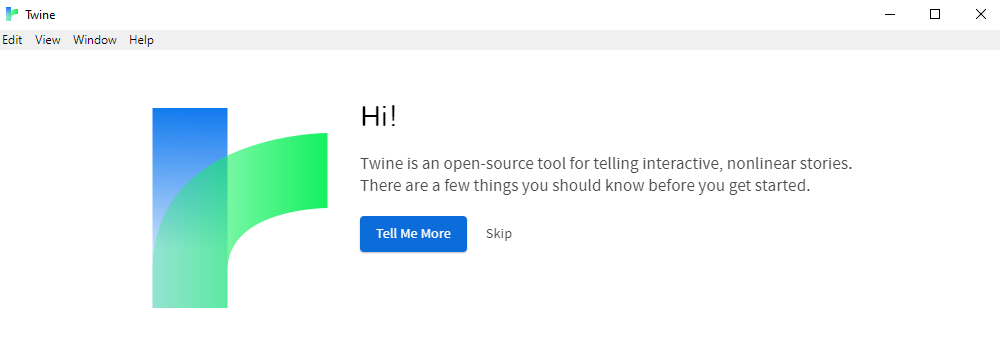 Twine
Edit View Window Help
Hi!
Twine is an open-source tool for telling interactive, nonlinear stories.
There are a few things you should know before you get started.
Tell Me More Skip